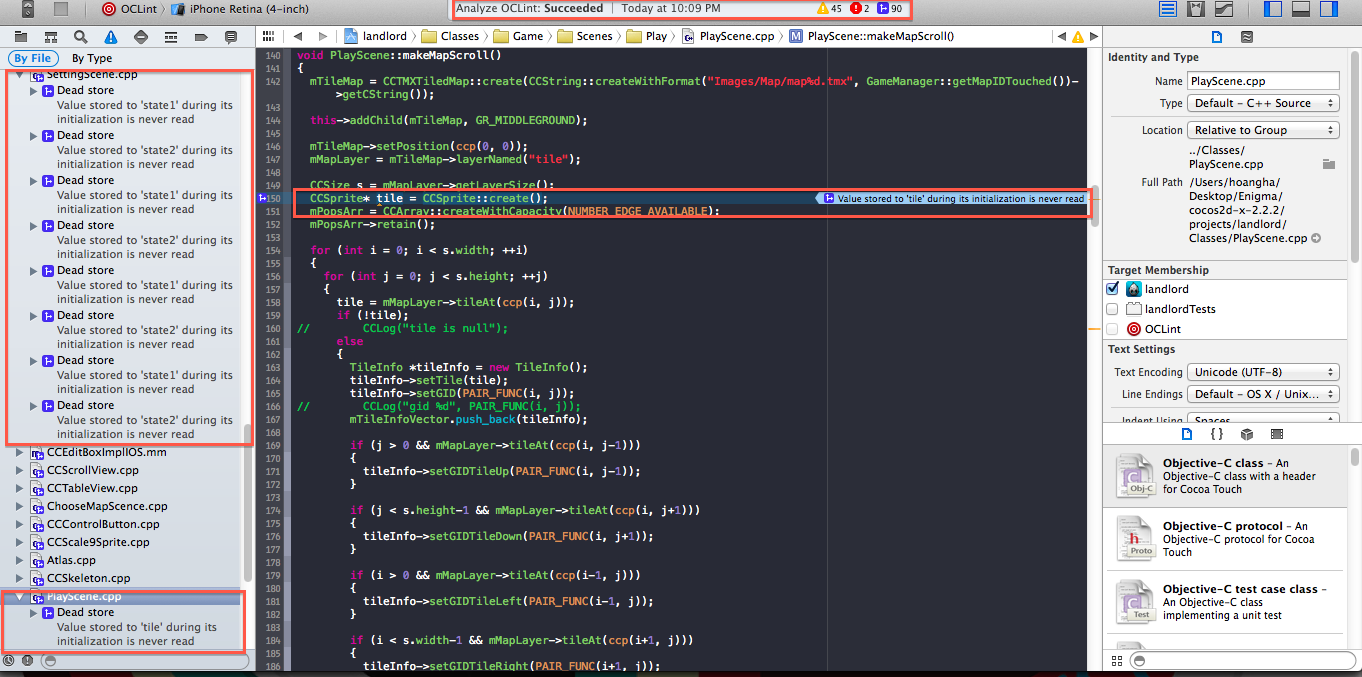 OCLint
iPhone Retina (4-inch)
Analyze OCLint: Succeeded | Today at 10:09 PM
45
2
90
landlord
Classes
Game
Scenes
Play
PlayScene.cpp
M PlayScene::makeMapScroll()
By File
By Type
SettingScene.cpp
Dead store
Value stored to 'state1' during its
initialization is never read
Dead store
Value stored to 'state2' during its
initialization is never read
Dead store
Value stored to 'state1' during its
initialization is never read
Dead store
Value stored to 'state2' during its
initialization is never read
Dead store
Value stored to 'state1' during its
initialization is never read
Dead store
Value stored to 'state2' during its
initialization is never read
Dead store
Value stored to 'state1' during its
initialization is never read
Dead store
Value stored to 'state2' during its
initialization is never read
CCEditBoxImplIOS.mm
CCScrollView.cpp
CCTableView.cpp
ChooseMapScence.cpp
CCControlButton.cpp
CCScale9Sprite.cpp
Atlas.cpp
CCSkeleton.cpp
PlayScene.cpp
Dead store
Value stored to 'tile' during its
initialization is never read
140 void PlayScene::makeMapScroll()
141 {
142 mTileMap = CCTMXTiledMap::create(CCString::createWithFormat("Images/Map/map%d.tmx", GameManager::getMapIDTouched())-
>getCString());
143
144 this->addChild(mTileMap, GR_MIDDLEGROUND);
145
146 mTileMap->setPosition(ccp(0, 0));
147 mMapLayer = mTileMap->layerNamed("tile");
148
149 CCSize s = mMapLayer->getLayerSize();
150 CCSprite* tile = CCSprite::create();
Value stored to 'tile' during its initialization is never read
151 mPopsArr = CCArray::createWithCapacity(NUMBER_EDGE_AVAILABLE);
152 mPopsArr->retain();
153
154 for (int i = 0; i < s.width; ++i)
155 {
156 for (int j = 0; j < s.height; ++j)
157 {
158 tile = mMapLayer->tileAt(ccp(i, j));
159 if (!tile);
160 // CCLog("tile is null");
161 else
162 {
163 TileInfo *tileInfo = new TileInfo();
164 tileInfo->setTile(tile);
165 tileInfo->setGID(PAIR_FUNC(i, j));
166 // CCLog("gid %d", PAIR_FUNC(i, j));
167 mTileInfoVector.push_back(tileInfo);
168
169 if (j > 0 && mMapLayer->tileAt(ccp(i, j-1)))
170 {
171 tileInfo->setGIDTileUp(PAIR_FUNC(i, j-1));
172 }
173
174 if (j < s.height-1 && mMapLayer->tileAt(ccp(i, j+1)))
175 {
176 tileInfo->setGIDTileDown(PAIR_FUNC(i, j+1));
177 }
178
179 if (i > 0 && mMapLayer->tileAt(ccp(i-1, j)))
180 {
181 tileInfo->setGIDTileLeft(PAIR_FUNC(i-1, j));
182 }
183
184 if (i < s.width-1 && mMapLayer->tileAt(ccp(i+1, j)))
185 {
186 tileInfo->setGIDTileRight(PAIR_FUNC(i+1, j));
Identity and Type
Name PlayScene.cpp
Type Default - C++ Source
Location Relative to Group
../Classes/
PlayScene.cpp
Full Path /Users/hoangha/
Desktop/Enigma/
cocos2d-x-2.2.2/
projects/landlord/
Classes/PlayScene.cpp
Target Membership
landlord
landlordTests
OCLint
Text Settings
Text Encoding Unicode (UTF-8)
Line Endings Default - OS X / Unix...
Indent Using Spaces
{ }
C
Obj-C
Objective-C class - An
Objective-C class with a header
for Cocoa Touch
h
Proto
Objective-C protocol - An
Objective-C protocol for Cocoa
Touch
Test
Objective-C test case class -
An Objective-C class
implementing a unit test